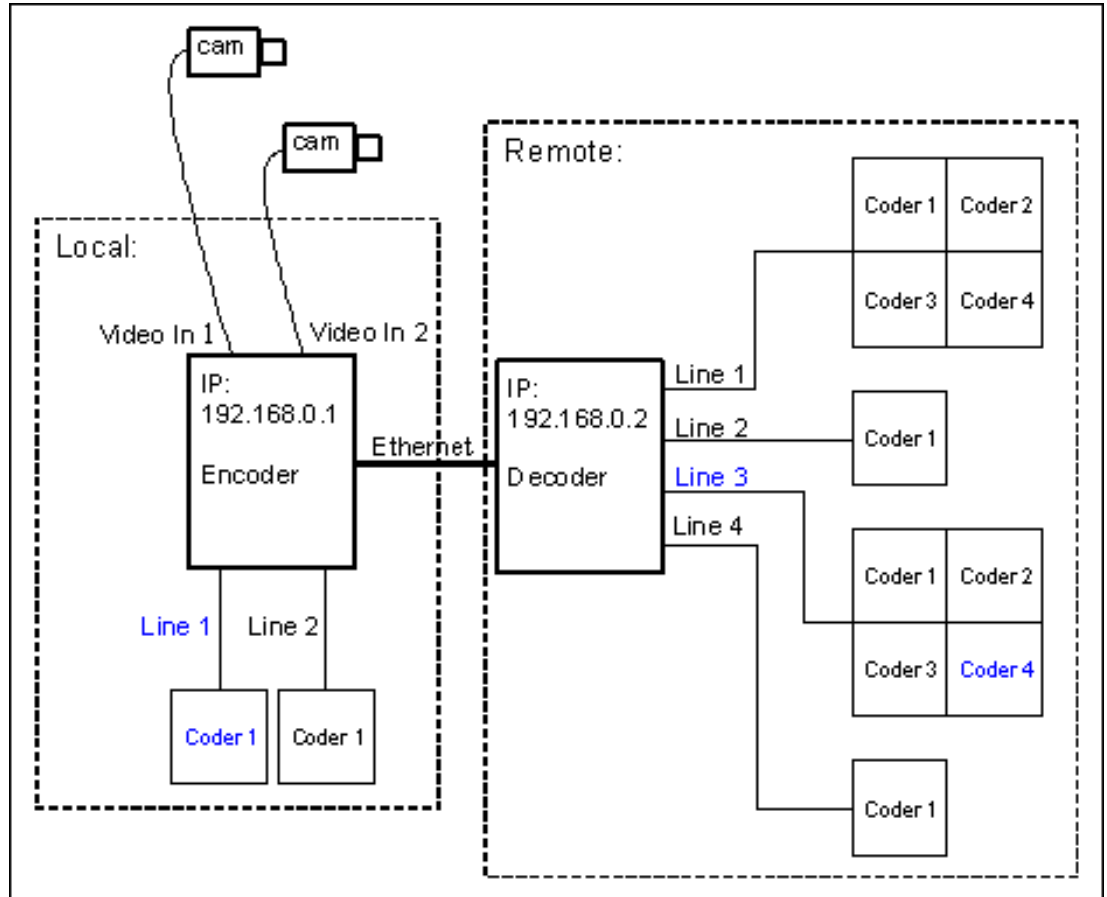 cam
cam
Remote:
Coder 1 Coder 2
Coder 3 Coder 4
Local:
Video In 1
Video In 2
IP:
192.168.0.1
Encoder
Ethernet
IP:
192.168.0.2
Decoder
Line 1
Line 2
Coder 1
Line 3
Line 4
Coder 1 Coder 2
Coder 3 Coder 4
Line 1
Line 2
Coder 1
Coder 1
Coder 1